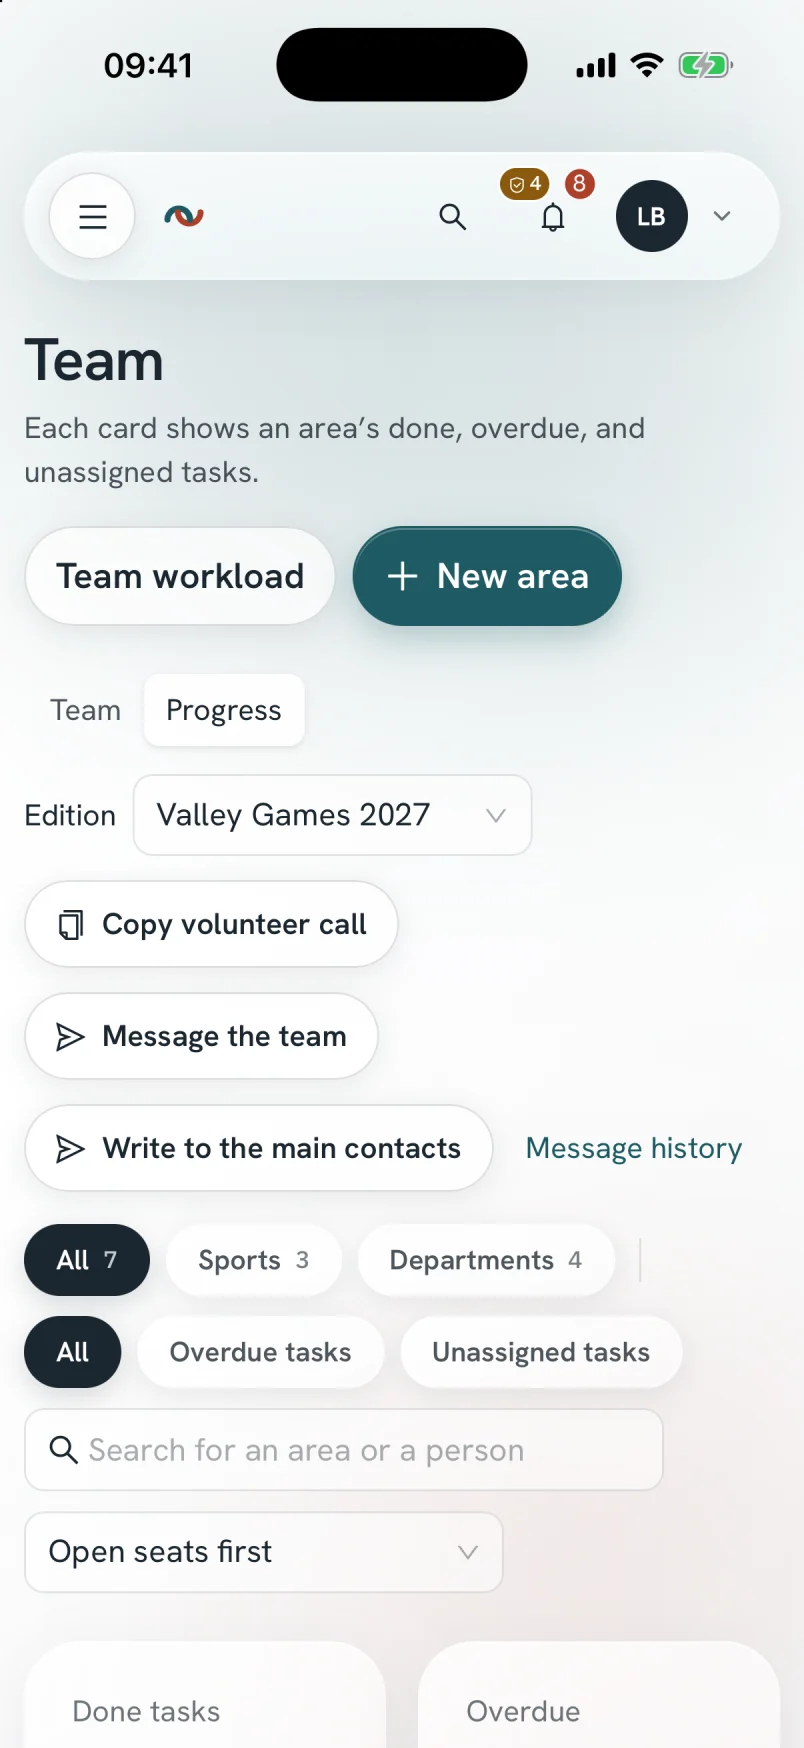 09:41
4
8
LB
Team
Each card shows an area’s done, overdue, and
unassigned tasks.
Team workload
New area
Team
Progress
Edition
Valley Games 2027
Copy volunteer call
Message the team
Write to the main contacts
Message history
All 7
Sports 3
Departments 4
All
Overdue tasks
Unassigned tasks
Search for an area or a person
Open seats first
Done tasks
Overdue